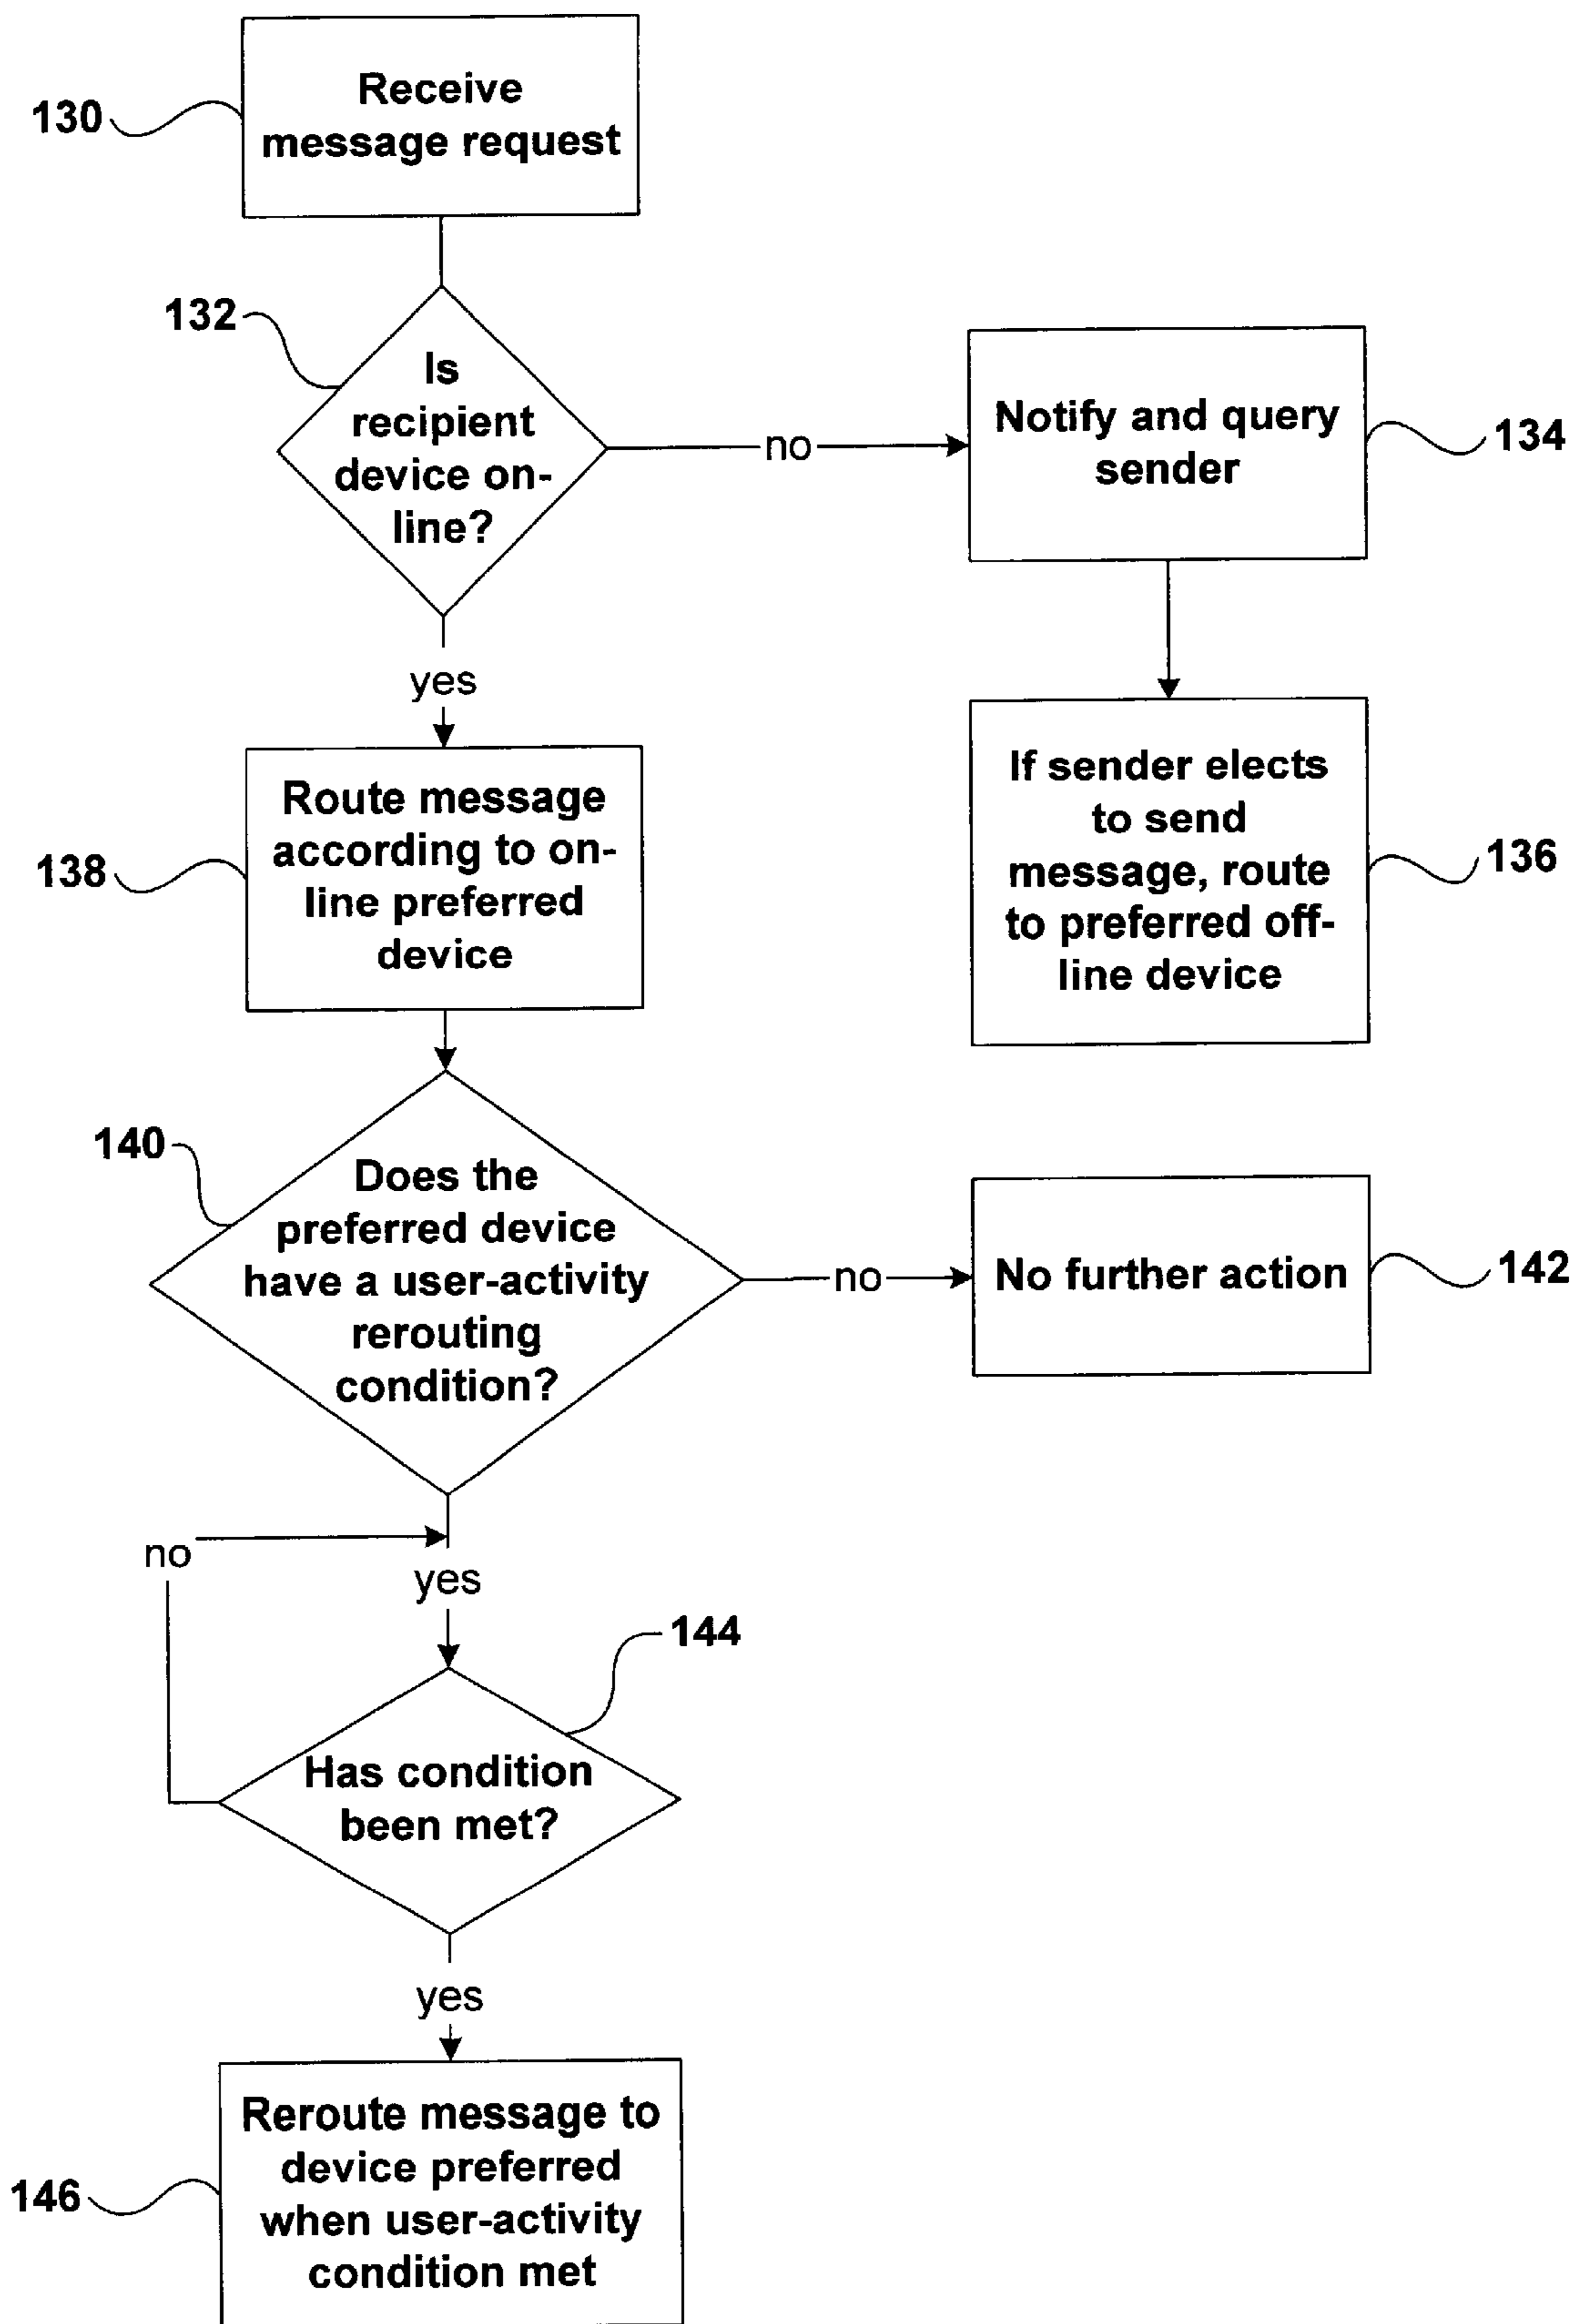 130
Receive
message request
132
Is
recipient
device on-
line?
no
Notify and query
sender
134
yes
If sender elects
to send
message, route
to preferred off-
line device
136
138
Route message
according to on-
line preferred
device
140
Does the
preferred device
have a user-activity
rerouting
condition?
no
No further action
142
no
yes
144
Has condition
been met?
yes
146
Reroute message to
device preferred
when user-activity
condition met